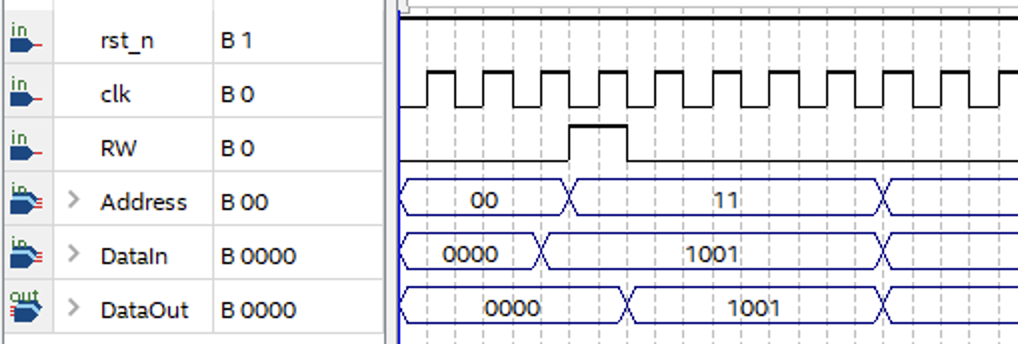 in rst_n B 1
in clk B 0
in RW B 0
in > Address B 00 00 11
in > DataIn B 0000 0000 1001
out > DataOut B 0000 0000 1001